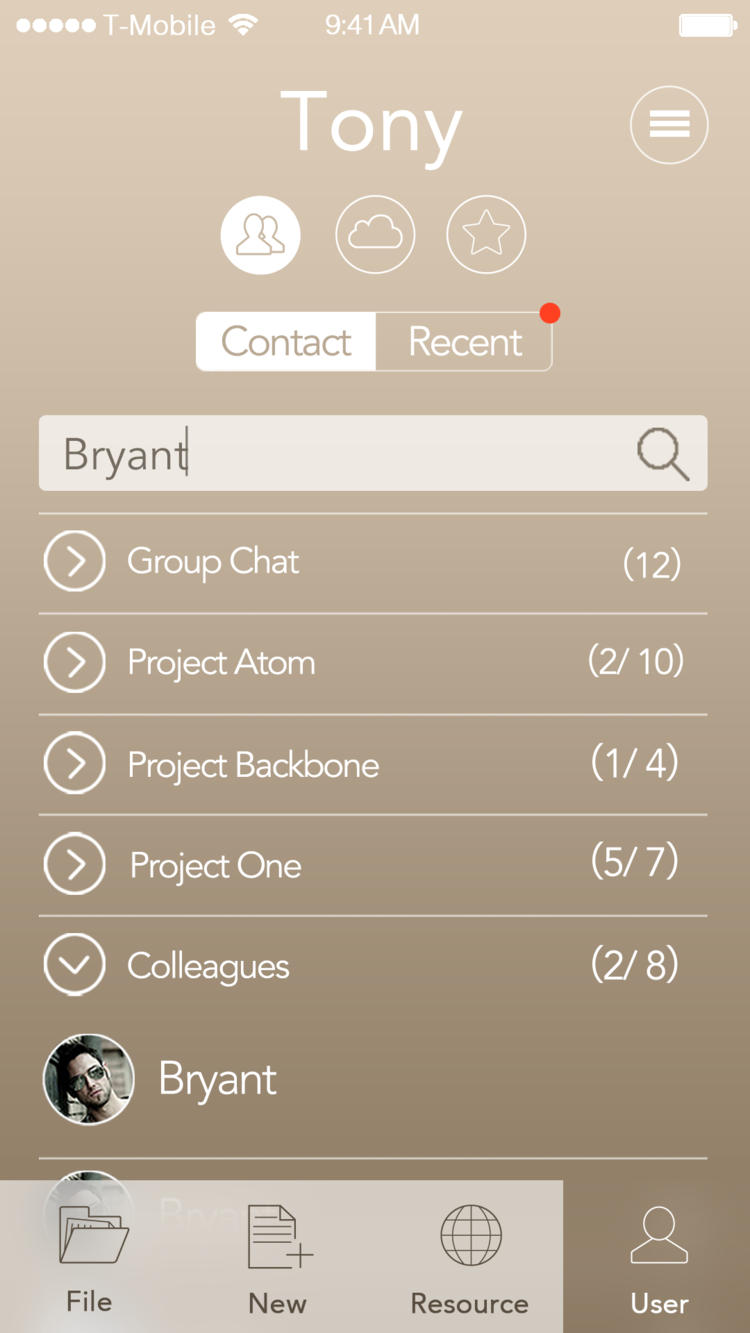 T-Mobile 9:41 AM
Tony
Contact Recent
Bryant
Group Chat (12)
Project Atom (2/ 10)
Project Backbone (1/ 4)
Project One (5/ 7)
Colleagues (2/ 8)
Bryant
Bryant
File New Resource User